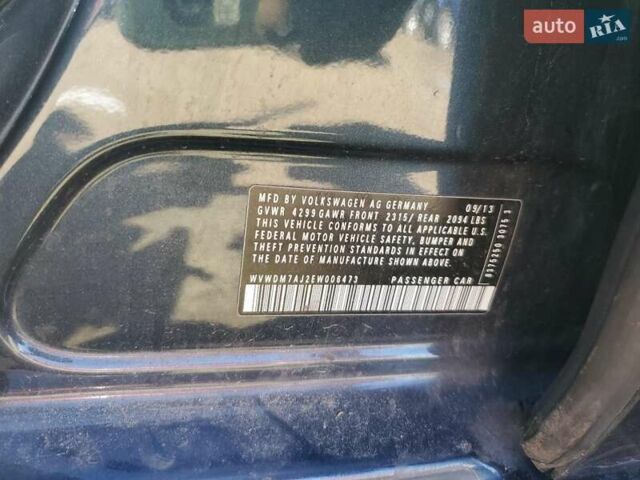 auto RIA .com
MFD BY VOLKSWAGEN AG GERMANY 09/13
GVWR 4299 GAWR FRONT 2315/ REAR 2094 LBS
THIS VEHICLE CONFORMS TO ALL APPLICABLE U.S.
FEDERAL MOTOR VEHICLE SAFETY, BUMPER AND
THEFT PREVENTION STANDARDS IN EFFECT ON
THE DATE OF MANUFACTURE SHOWN ABOVE.
WVWDM7AJ2EW006473 PASSENGER CAR